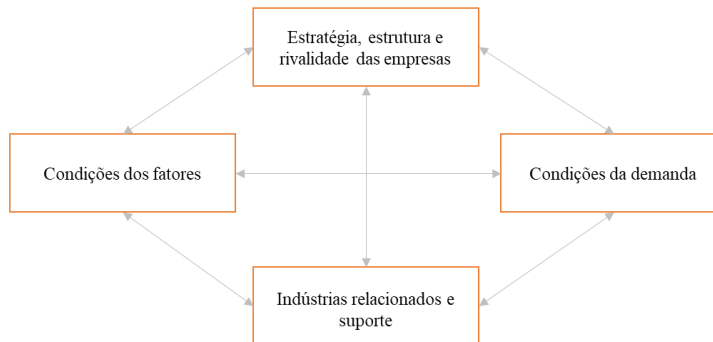 Estratégia, estrutura e
rivalidade das empresas
Condições dos fatores
Condições da demanda
Indústrias relacionados e
suporte